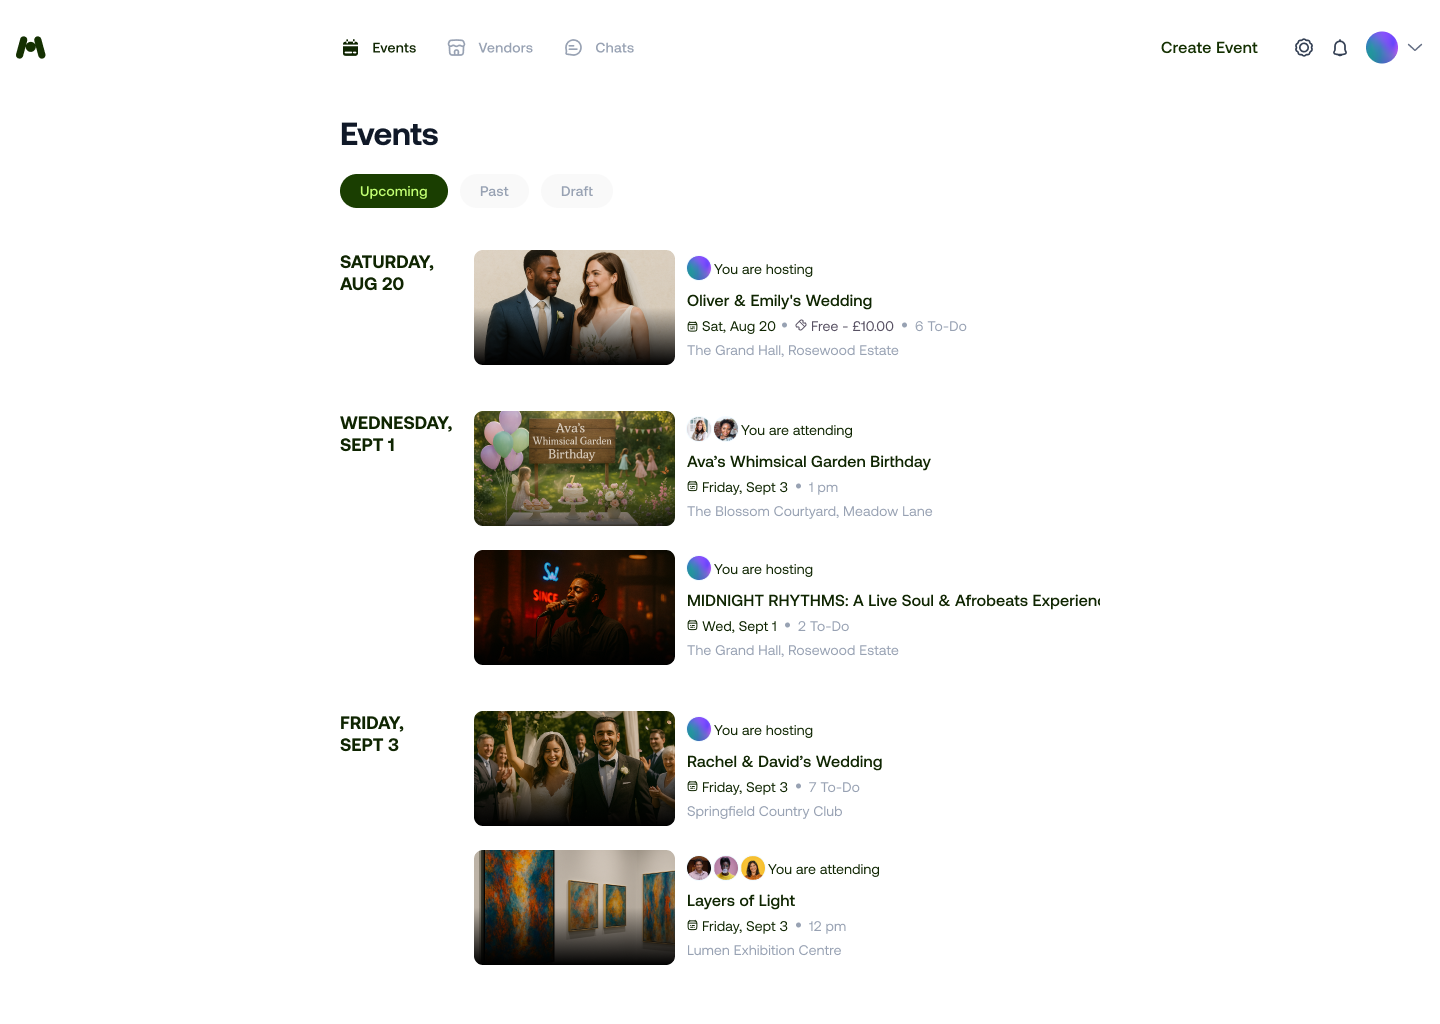 Events
Vendors
Chats
Create Event
Events
Upcoming
Past
Draft
SATURDAY,
AUG 20
You are hosting
Oliver & Emily's Wedding
Sat, Aug 20 • Free - £10.00 • 6 To-Do
The Grand Hall, Rosewood Estate
WEDNESDAY,
SEPT 1
Ava's
Whimsical Garden
Birthday
7
You are attending
Ava’s Whimsical Garden Birthday
Friday, Sept 3 • 1 pm
The Blossom Courtyard, Meadow Lane
SINCE
You are hosting
MIDNIGHT RHYTHMS: A Live Soul & Afrobeats Experienc
Wed, Sept 1 • 2 To-Do
The Grand Hall, Rosewood Estate
FRIDAY,
SEPT 3
You are hosting
Rachel & David’s Wedding
Friday, Sept 3 • 7 To-Do
Springfield Country Club
You are attending
Layers of Light
Friday, Sept 3 • 12 pm
Lumen Exhibition Centre